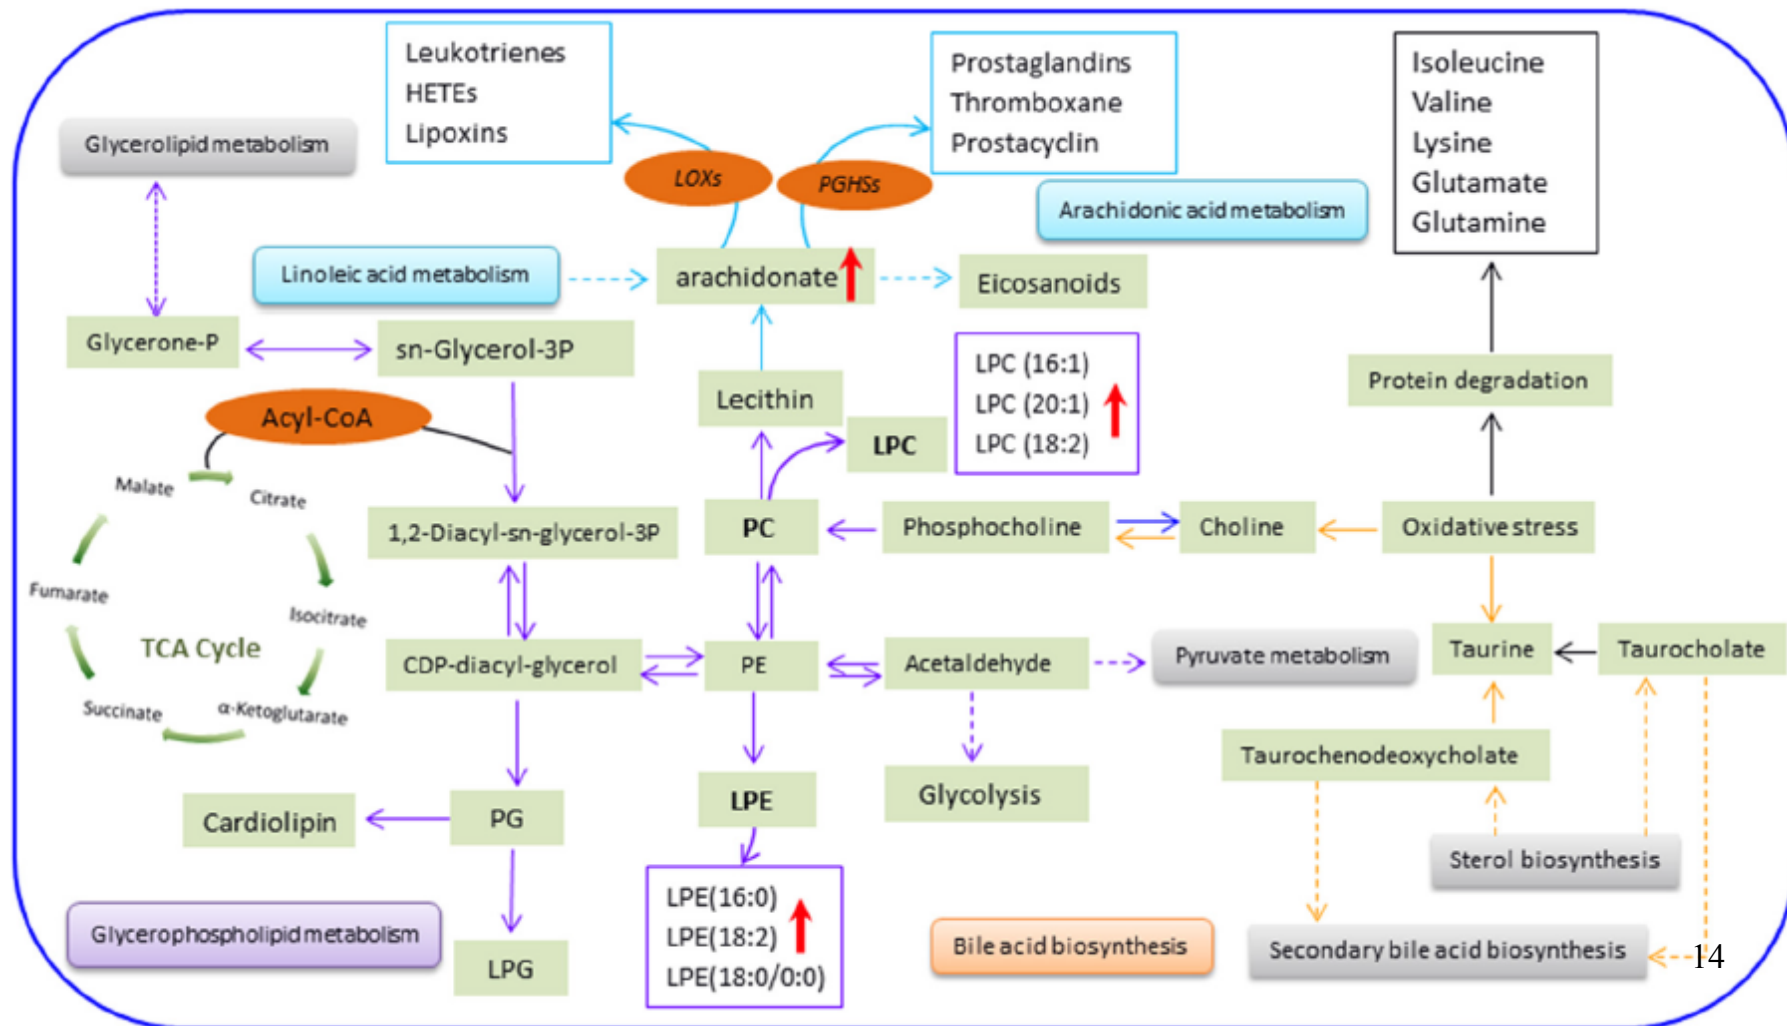 Leukotrienes
HETEs
Lipoxins
Prostaglandins
Thromboxane
Prostacyclin
Isoleucine
Valine
Lysine
Glutamate
Glutamine
Glycerolipid metabolism
LOXs
PGHSs
Arachidonic acid metabolism
Linoleic acid metabolism
arachidonate
Eicosanoids
Glycerone-P
sn-Glycerol-3P
LPC (16:1)
LPC (20:1)
LPC (18:2)
Protein degradation
Lecithin
Acyl-CoA
LPC
Malate
Citrate
1,2-Diacyl-sn-glycerol-3P
PC
Phosphocholine
Choline
Oxidative stress
Fumarate
Isocitrate
TCA Cycle
CDP-diacyl-glycerol
PE
Acetaldehyde
Pyruvate metabolism
Taurine
Taurocholate
Succinate
α-Ketoglutarate
Taurochenodeoxycholate
LPE
Glycolysis
Cardiolipin
PG
Sterol biosynthesis
LPE(16:0)
LPE(18:2)
LPE(18:0/0:0)
Glycerophospholipid metabolism
Bile acid biosynthesis
Secondary bile acid biosynthesis
14
LPG